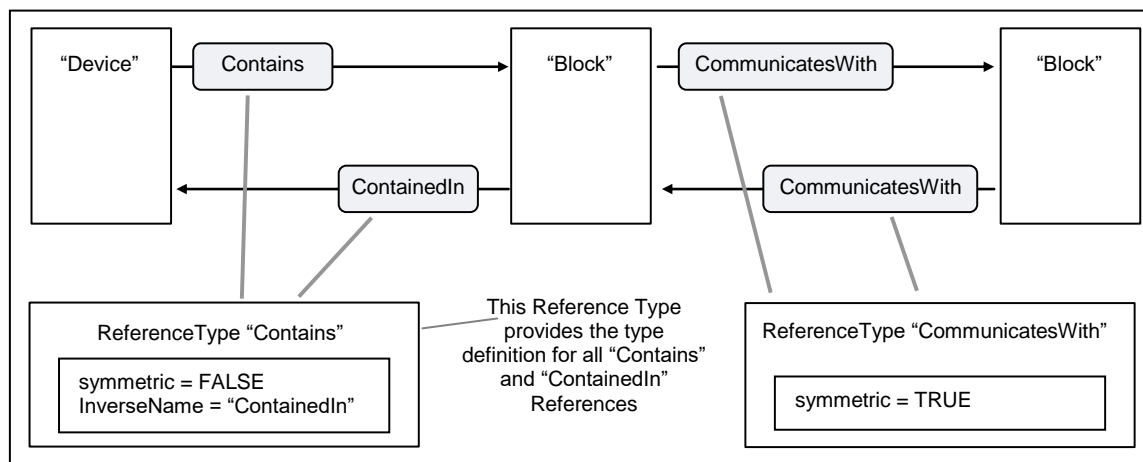 “Device”
Contains
“Block”
CommunicatesWith
“Block”
ContainedIn
CommunicatesWith
ReferenceType “Contains”
symmetric = FALSE
InverseName = “ContainedIn”
This Reference Type
provides the type
definition for all “Contains”
and “ContainedIn”
References
ReferenceType “CommunicatesWith”
symmetric = TRUE